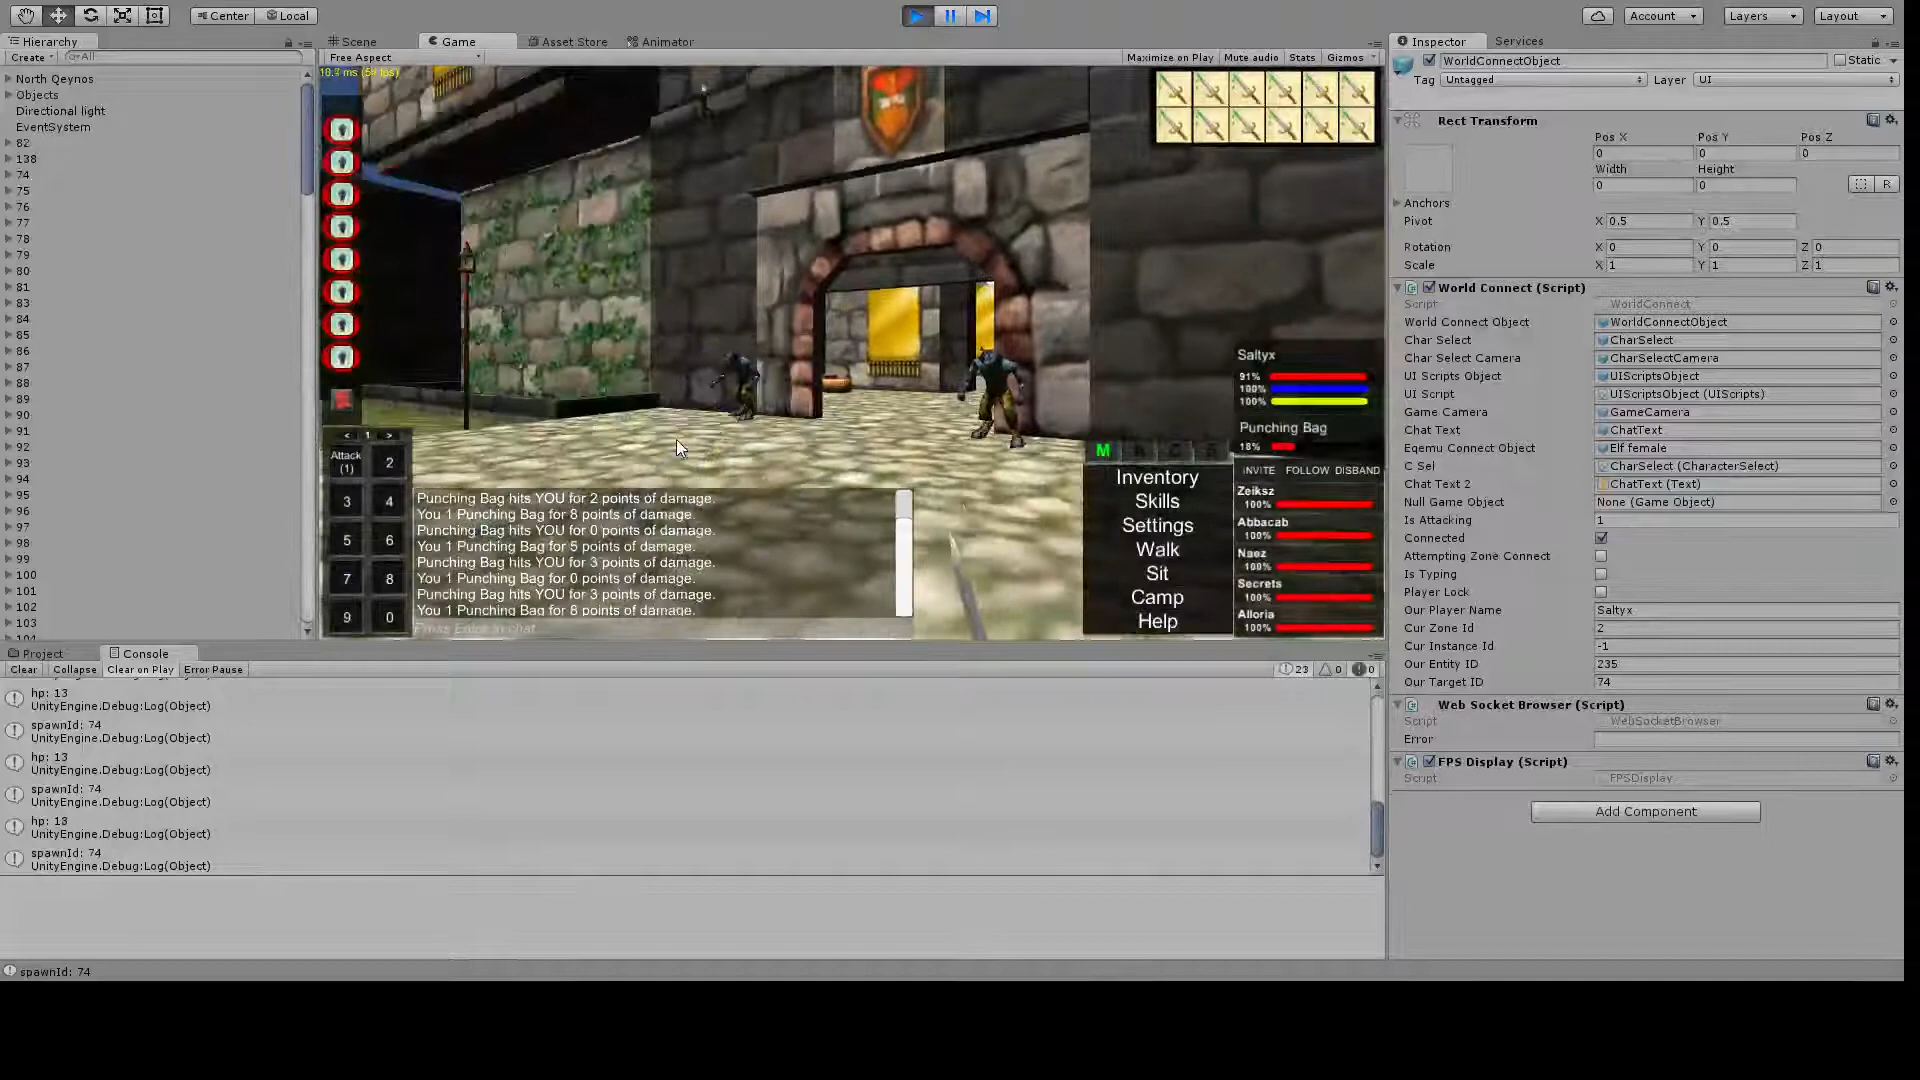 Center
Local
Account
Layers
Layout
Hierarchy
Create
All
North Qeynos
Objects
Directional light
EventSystem
82
138
74
75
76
77
78
79
80
81
83
84
85
86
87
88
89
90
91
92
93
94
95
96
97
98
99
100
101
102
103
104
Scene
Game
Asset Store
Animator
Free Aspect
Maximize on Play
Mute audio
Stats
Gizmos
Attack
(1)
2
3
4
5
6
7
8
9
0
< 1 >
Punching Bag hits YOU for 2 points of damage.
You 1 Punching Bag for 8 points of damage.
Punching Bag hits YOU for 0 points of damage.
You 1 Punching Bag for 5 points of damage.
Punching Bag hits YOU for 3 points of damage.
You 1 Punching Bag for 0 points of damage.
Punching Bag hits YOU for 3 points of damage.
You 1 Punching Bag for 8 points of damage.
Press Enter to chat
M
Inventory
Skills
Settings
Walk
Sit
Camp
Help
Saltyx
91%
100%
100%
Punching Bag
18%
INVITE FOLLOW DISBAND
Zeiksz
100%
Abbacab
100%
Naez
100%
Secrets
100%
Alloria
100%
Project
Console
Clear
Collapse
Clear on Play
Error Pause
23
0
0
hp: 13
UnityEngine.Debug:Log(Object)
spawnId: 74
UnityEngine.Debug:Log(Object)
hp: 13
UnityEngine.Debug:Log(Object)
spawnId: 74
UnityEngine.Debug:Log(Object)
hp: 18
UnityEngine.Debug:Log(Object)
spawnId: 74
UnityEngine.Debug:Log(Object)
spawnId: 74
Inspector
Services
WorldConnectObject
Static
Tag Untagged
Layer UI
Rect Transform
Pos X Pos Y Pos Z
0 0 0
Width Height
0 0
R
Anchors
Pivot X 0.5 Y 0.5
Rotation X 0 Y 0 Z 0
Scale X 1 Y 1 Z 1
World Connect (Script)
Script WorldConnect
World Connect Object WorldConnectObject
Char Select CharSelect
Char Select Camera CharSelectCamera
UI Scripts Object UIScriptsObject
UI Script UIScriptsObject (UIScripts)
Game Camera GameCamera
Chat Text ChatText
Eqemu Connect Object Elf female
C Sel CharSelect (CharacterSelect)
Chat Text 2 ChatText (Text)
Null Game Object None (Game Object)
Is Attacking 1
Connected
Attempting Zone Connect
Is Typing
Player Lock
Our Player Name Saltyx
Cur Zone Id 2
Cur Instance Id -1
Our Entity ID 235
Our Target ID 74
Web Socket Browser (Script)
Script WebSocketBrowser
Error
FPS Display (Script)
Script FPSDisplay
Add Component